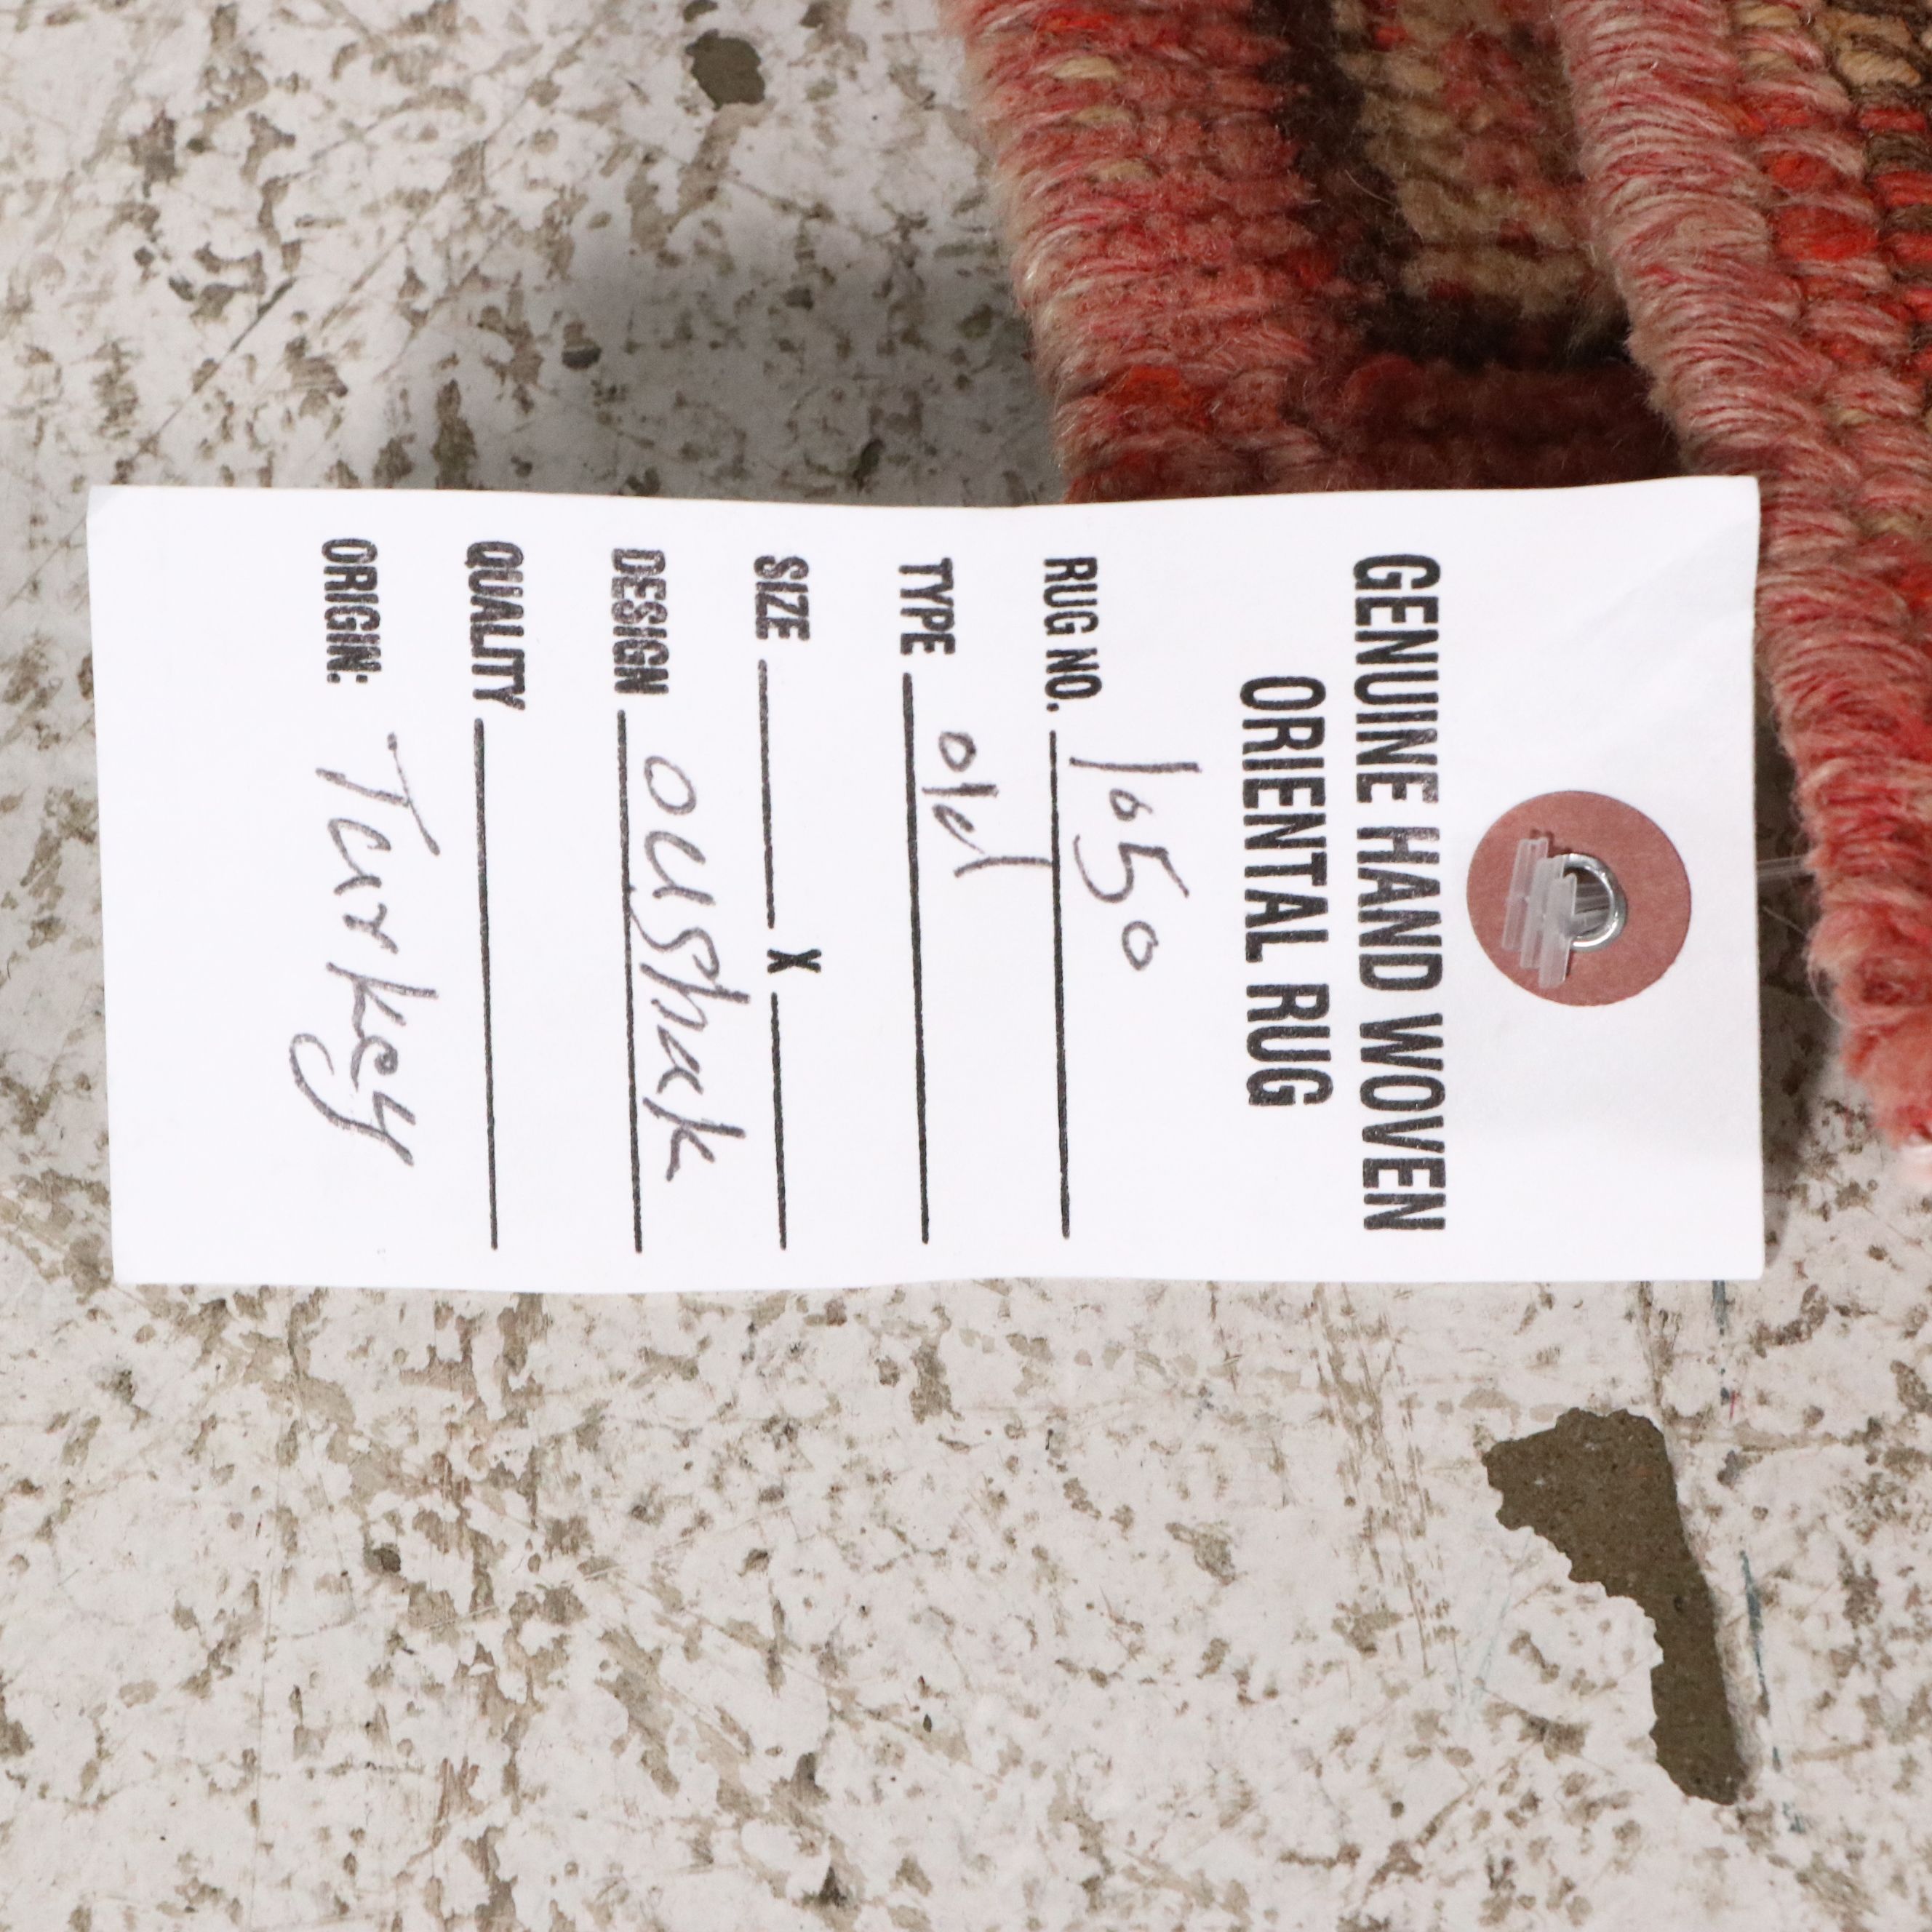 GENUINE HAND WOVEN
ORIENTAL RUG
RUG NO. 1050
TYPE old
SIZE X
DESIGN oushak
QUALITY
ORIGIN: Turkey